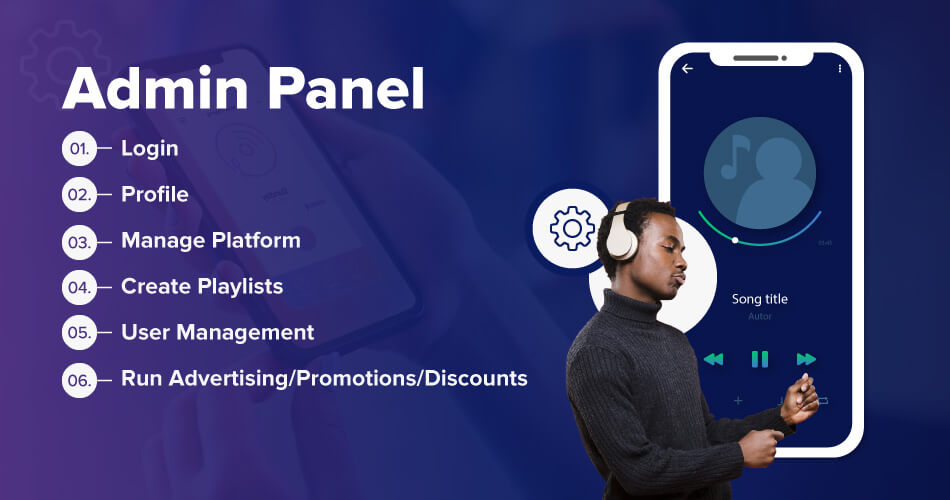 Admin Panel
01. Login
02. Profile
03. Manage Platform
04. Create Playlists
05. User Management
06. Run Advertising/Promotions/Discounts
Song title
Autor